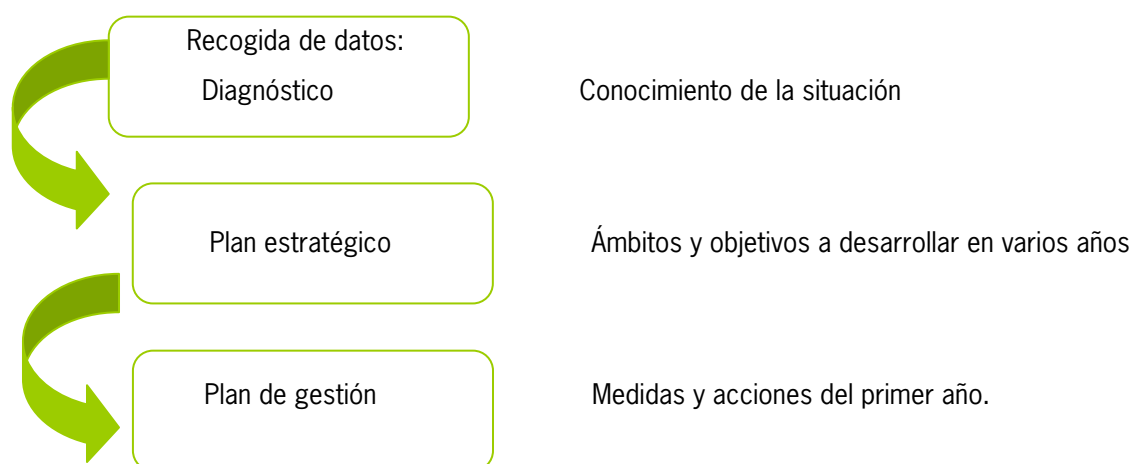 Recogida de datos:
Diagnóstico
Conocimiento de la situación
Plan estratégico
Ámbitos y objetivos a desarrollar en varios años
Plan de gestión
Medidas y acciones del primer año.